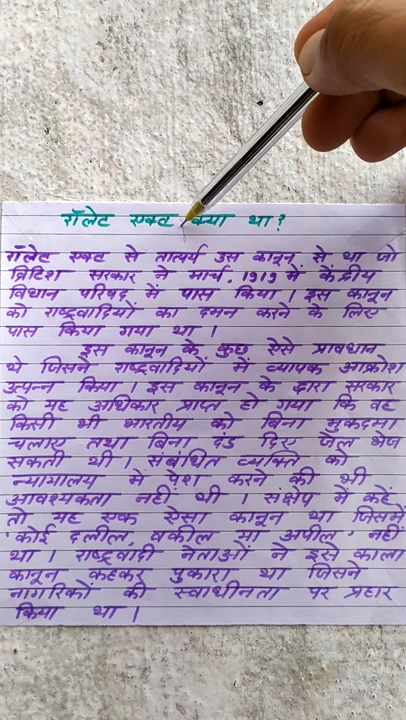 रॉलेट एक्ट क्या था?
रॉलेट एक्ट से तात्पर्य उस कानून से था जो
ब्रिटिश सरकार ने मार्च, 1919 में केंद्रीय
विधान परिषद में पास किया। इस कानून
को राष्ट्रवादियों का दमन करने के लिए
पास किया गया था।
इस कानून के कुछ ऐसे प्रावधान
थे जिसने राष्ट्रवादियों में व्यापक आक्रोश
उत्पन्न किया। इस कानून के द्वारा सरकार
को यह अधिकार प्राप्त हो गया कि वह
किसी भी भारतीय को बिना मुकदमा
चलाए तथा बिना दंड दिए जेल भेज
सकती थी। संबंधित व्यक्ति को
न्यायालय में पेश करने की भी
आवश्यकता नहीं थी। संक्षेप में कहें
तो यह एक ऐसा कानून था जिसमें
'कोई दलील, वकील या अपील' नहीं
था। राष्ट्रवादी नेताओं ने इसे काला
कानून कहकर पुकारा था जिसने
नागरिकों की स्वाधीनता पर प्रहार
किया था।